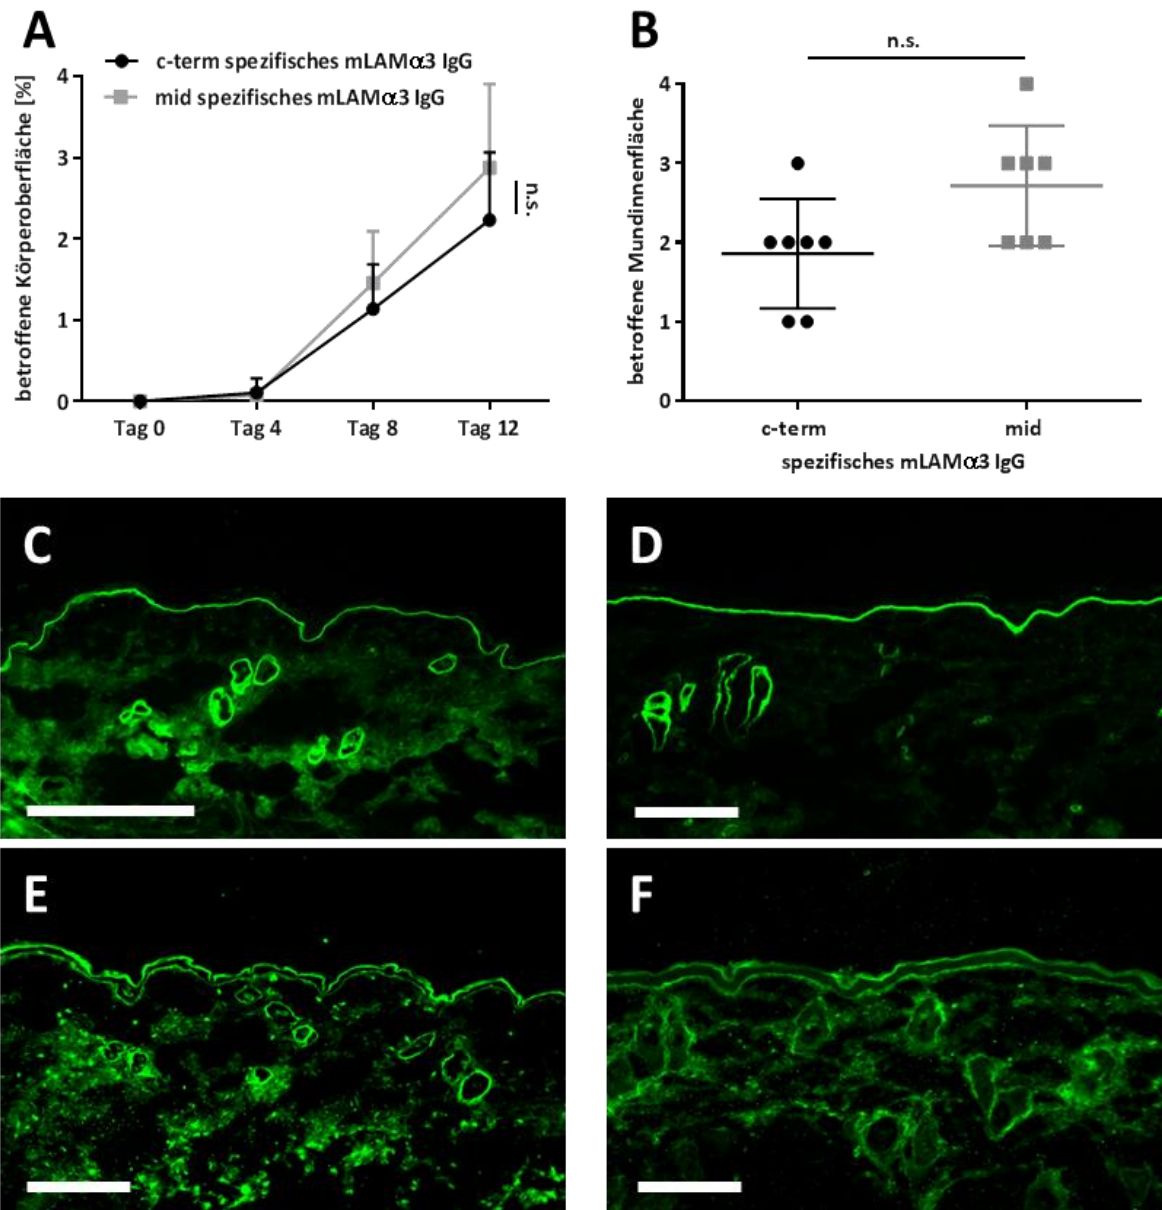 A
c-term spezifisches mLAMα3 IgG
mid spezifisches mLAMα3 IgG
betroffene Körperoberfläche [%]
4
3
2
1
0
n.s.
Tag 0 Tag 4 Tag 8 Tag 12
B
n.s.
betroffene Mundinnenfläche
4
3
2
1
0
c-term mid
spezifisches mLAMα3 IgG
C
D
E
F